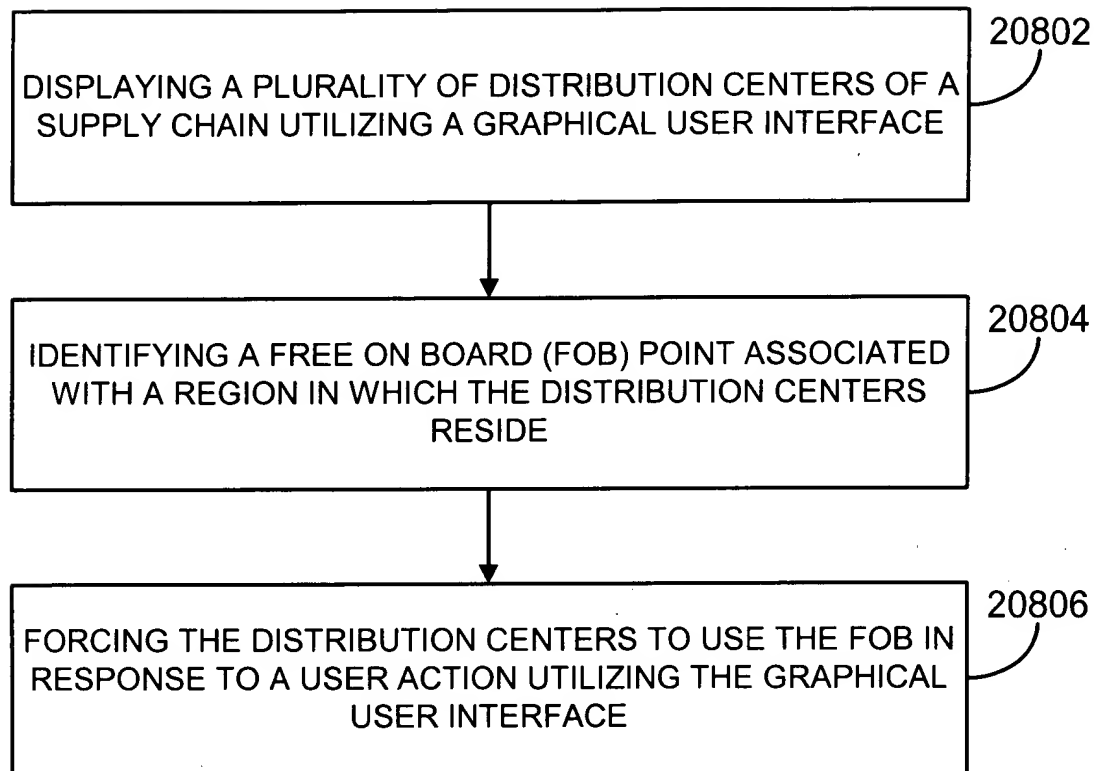 20802
DISPLAYING A PLURALITY OF DISTRIBUTION CENTERS OF A
SUPPLY CHAIN UTILIZING A GRAPHICAL USER INTERFACE
20804
IDENTIFYING A FREE ON BOARD (FOB) POINT ASSOCIATED
WITH A REGION IN WHICH THE DISTRIBUTION CENTERS
RESIDE
20806
FORCING THE DISTRIBUTION CENTERS TO USE THE FOB IN
RESPONSE TO A USER ACTION UTILIZING THE GRAPHICAL
USER INTERFACE